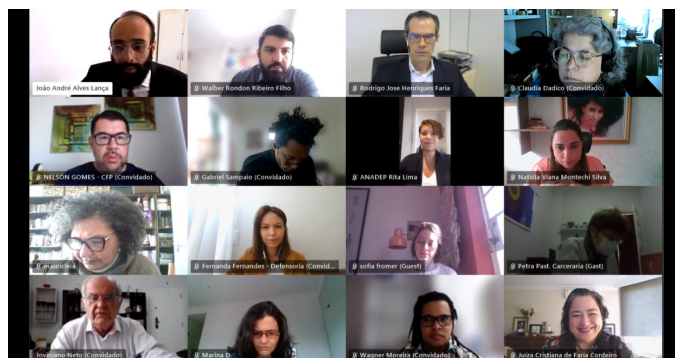 João André Alves Lança
Walber Rondon Ribeiro Filho
Rodrigo Jose Henriques Faria
Claudia Dadico (Convidado)
NELSON GOMES - CFP (Convidado)
Gabriel Sampaio (Convidado)
ANADEP Rita Lima
Natália Viana Montechi Silva
Fernanda Fernandes - Defensoria (Convid...
sofia fromer (Guest)
Petra Past. Carceraria (Gast)
Joviniano Neto (Convidado)
Marina D
Wagner Moreira (Convidado)
Juíza Cristiana de Faria Cordeiro